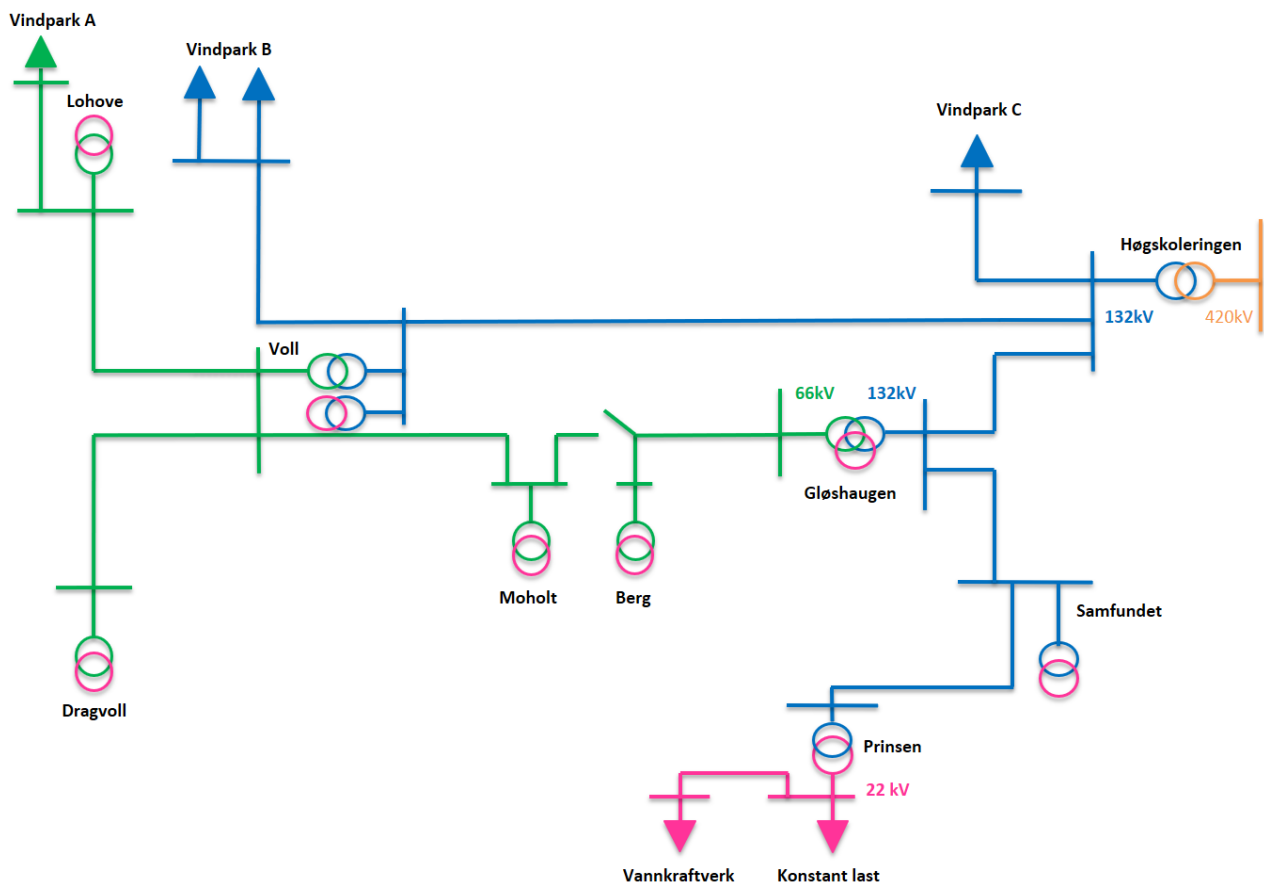 Vindpark A
Vindpark B
Lohove
Vindpark C
Høgskoleringen
132kV
420kV
Voll
66kV
132kV
Gløshaugen
Moholt
Berg
Samfundet
Dragvoll
Prinsen
22 kV
Vannkraftverk
Konstant last